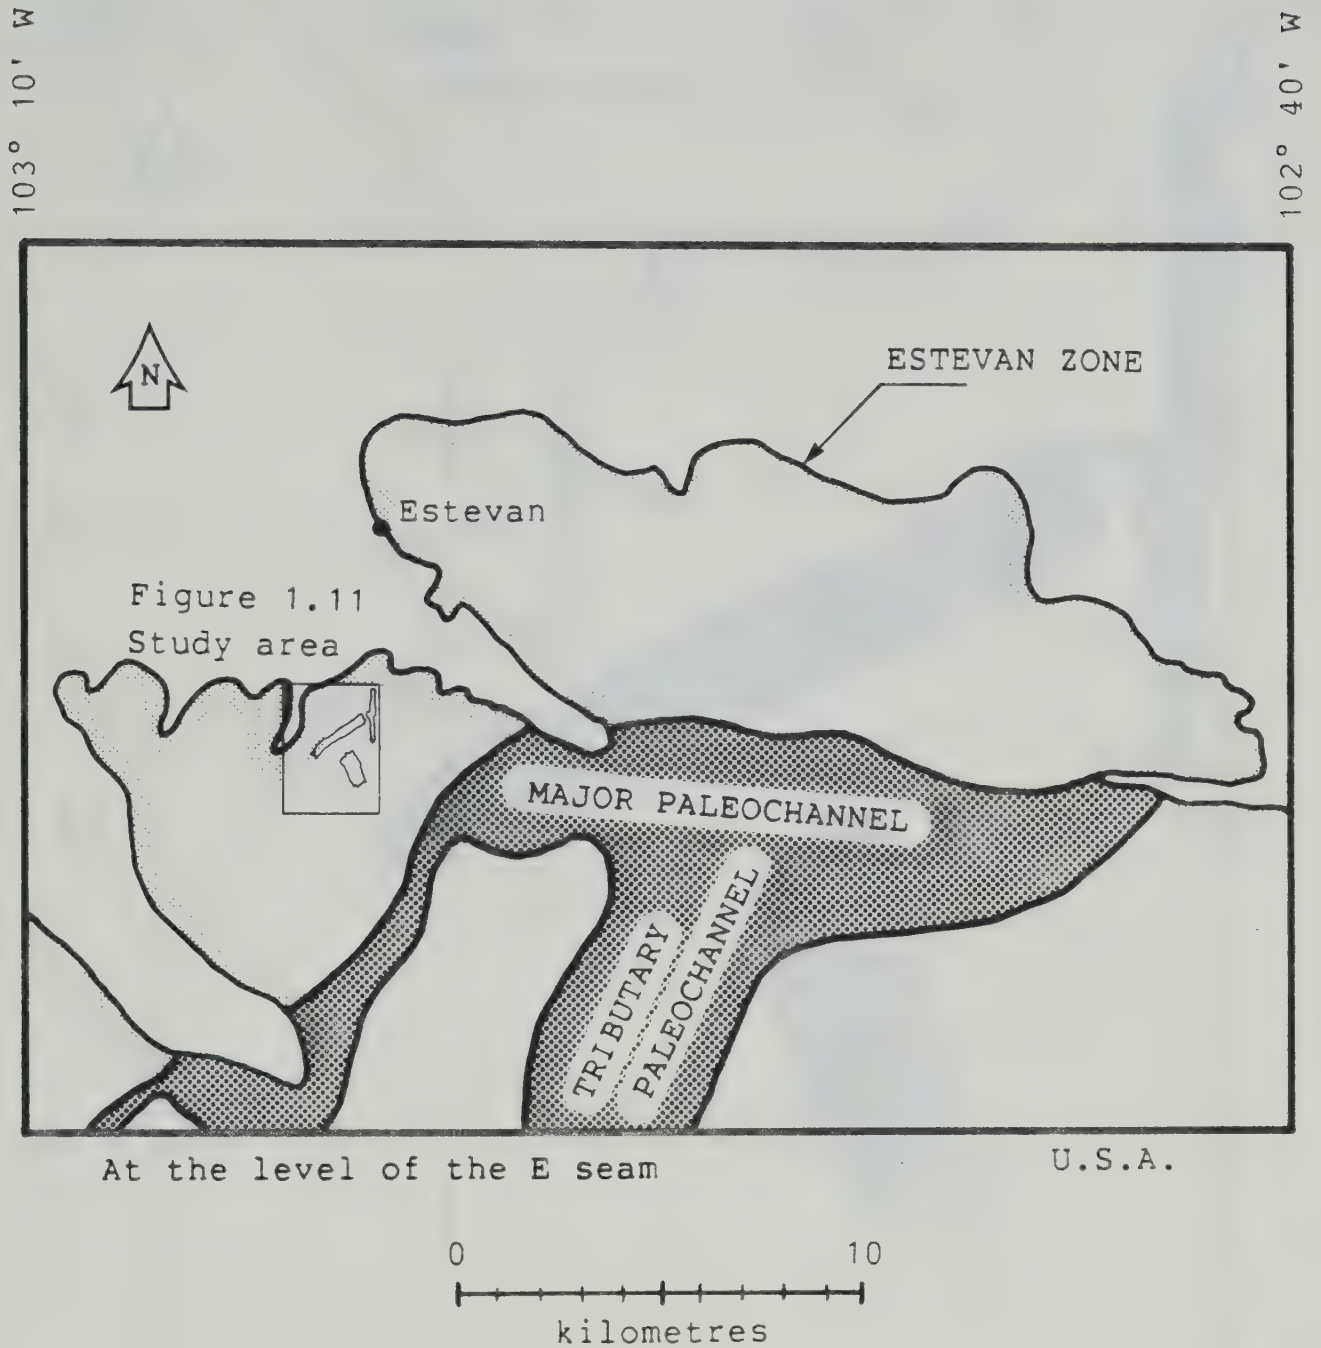 103° 10' W
102° 40' W
N
ESTEVAN ZONE
Estevan
Figure 1.11
Study area
MAJOR PALEOCHANNEL
TRIBUTARY
PALEOCHANNEL
At the level of the E seam
U.S.A.
0 10
kilometres